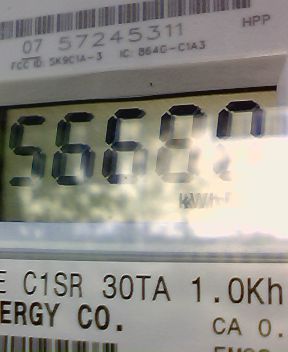 HPP
07 57245311
FCC ID: SK9C1A-3 IC: 864G-C1A3
kWh
E C1SR 30TA 1.0Kh
ERGY CO.
CA 0.